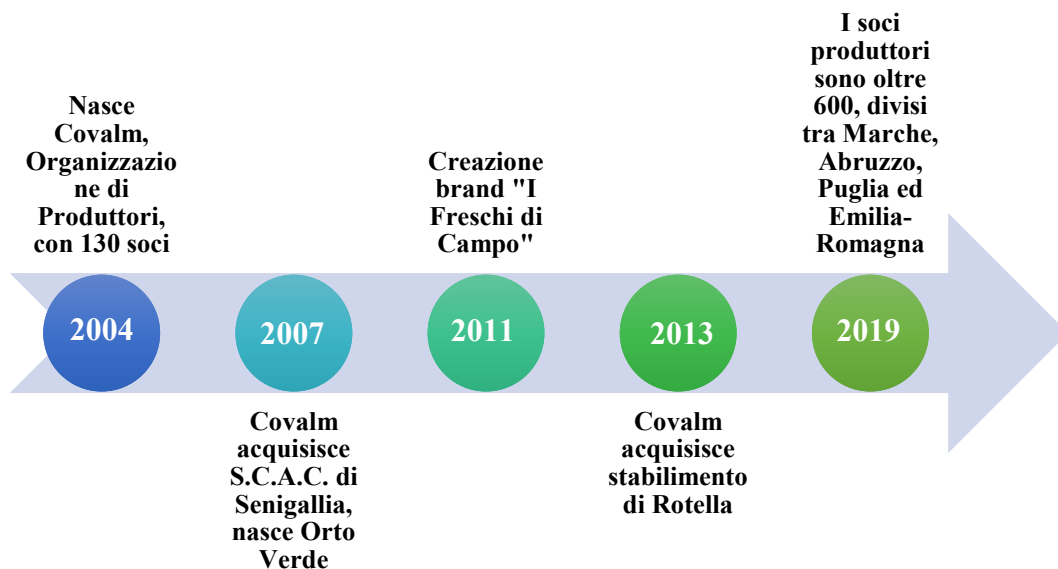 Nasce
Covalm,
Organizzazio
ne di
Produttori,
con 130 soci
2004
2007
Covalm
acquisisce
S.C.A.C. di
Senigallia,
nasce Orto
Verde
Creazione
brand "I
Freschi di
Campo"
2011
2013
Covalm
acquisisce
stabilimento
di Rotella
I soci
produttori
sono oltre
600, divisi
tra Marche,
Abruzzo,
Puglia ed
Emilia-
Romagna
2019